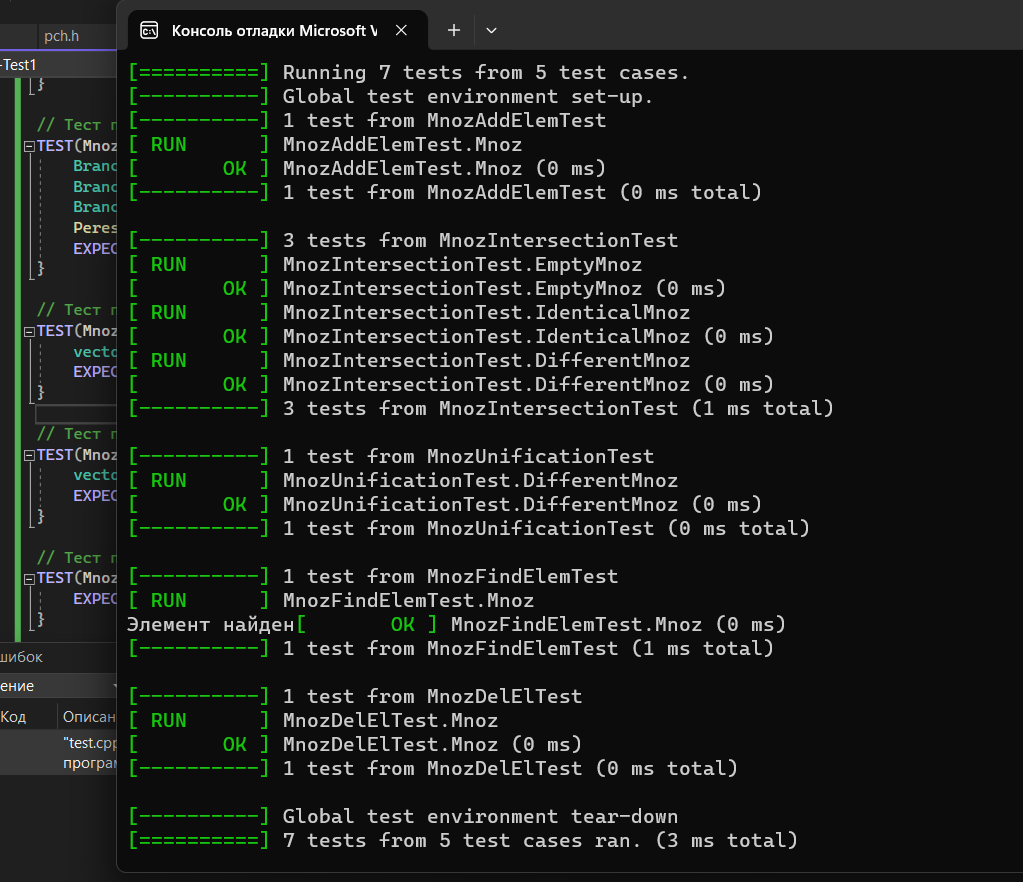 pch.h
Консоль отладки Microsoft V
-Test1
}
// Тест п
TEST(Mnoz
Branc
Branc
Branc
Peres
EXPEC
}
// Тест п
TEST(Mnoz
vecto
EXPEC
}
// Тест п
TEST(Mnoz
vecto
EXPEC
}
// Тест п
TEST(Mnoz
EXPEC
}
шибок
ение
Код Описан
"test.cpp
програм
[==========] Running 7 tests from 5 test cases.
[----------] Global test environment set-up.
[----------] 1 test from MnozAddElemTest
[ RUN      ] MnozAddElemTest.Mnoz
[       OK ] MnozAddElemTest.Mnoz (0 ms)
[----------] 1 test from MnozAddElemTest (0 ms total)
[----------] 3 tests from MnozIntersectionTest
[ RUN      ] MnozIntersectionTest.EmptyMnoz
[       OK ] MnozIntersectionTest.EmptyMnoz (0 ms)
[ RUN      ] MnozIntersectionTest.IdenticalMnoz
[       OK ] MnozIntersectionTest.IdenticalMnoz (0 ms)
[ RUN      ] MnozIntersectionTest.DifferentMnoz
[       OK ] MnozIntersectionTest.DifferentMnoz (0 ms)
[----------] 3 tests from MnozIntersectionTest (1 ms total)
[----------] 1 test from MnozUnificationTest
[ RUN      ] MnozUnificationTest.DifferentMnoz
[       OK ] MnozUnificationTest.DifferentMnoz (0 ms)
[----------] 1 test from MnozUnificationTest (0 ms total)
[----------] 1 test from MnozFindElemTest
[ RUN      ] MnozFindElemTest.Mnoz
Элемент найден[       OK ] MnozFindElemTest.Mnoz (0 ms)
[----------] 1 test from MnozFindElemTest (1 ms total)
[----------] 1 test from MnozDelElTest
[ RUN      ] MnozDelElTest.Mnoz
[       OK ] MnozDelElTest.Mnoz (0 ms)
[----------] 1 test from MnozDelElTest (0 ms total)
[----------] Global test environment tear-down
[==========] 7 tests from 5 test cases ran. (3 ms total)